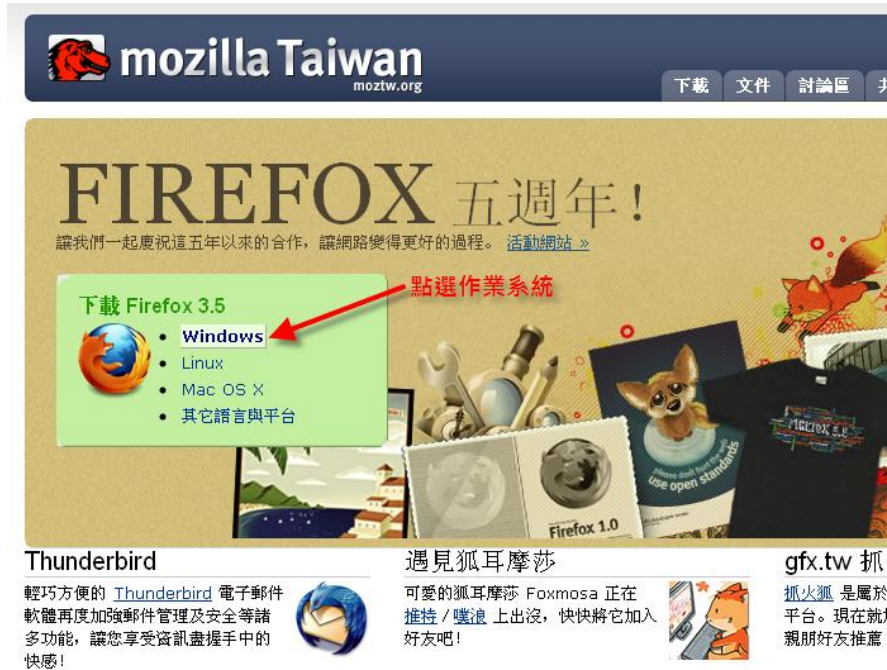 mozilla Taiwan
moztw.org
下載 文件 討論區
FIREFOX 五週年!
讓我們一起慶祝這五年以來的合作，讓網路變得更好的過程。 活動網站 »
點選作業系統
下載 Firefox 3.5
Windows
Linux
Mac OS X
其它語言與平台
please don't hurt the web
use open standards
Firefox 1.0
Thunderbird
輕巧方便的 Thunderbird 電子郵件
軟體再度加強郵件管理及安全等諸
多功能，讓您享受資訊盡握手中的
快感!
遇見狐耳摩莎
可愛的狐耳摩莎 Foxmosa 正在
推特 / 噗浪 上出沒，快快將它加入
好友吧!
gfx.tw 抓
抓火狐 是屬於
平台。現在就
親朋好友推薦